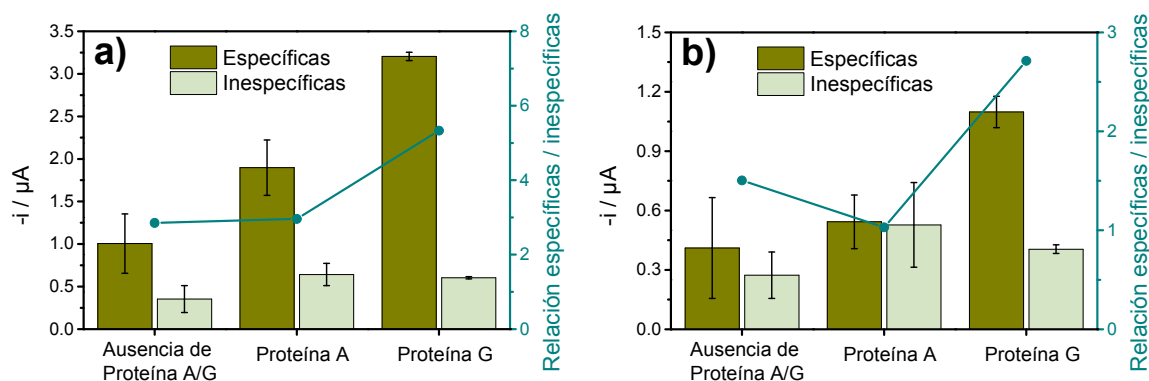 a)
Específicas
Inespecíficas
-i / µA
3.5
3.0
2.5
2.0
1.5
1.0
0.5
0.0
8
6
4
2
0
Relación específicas / inespecíficas
Ausencia de
Proteína A/G
Proteína A
Proteína G
b)
Específicas
Inespecíficas
-i / µA
1.5
1.2
0.9
0.6
0.3
0.0
3
2
1
0
Relación específicas / inespecíficas
Ausencia de
Proteína A/G
Proteína A
Proteína G